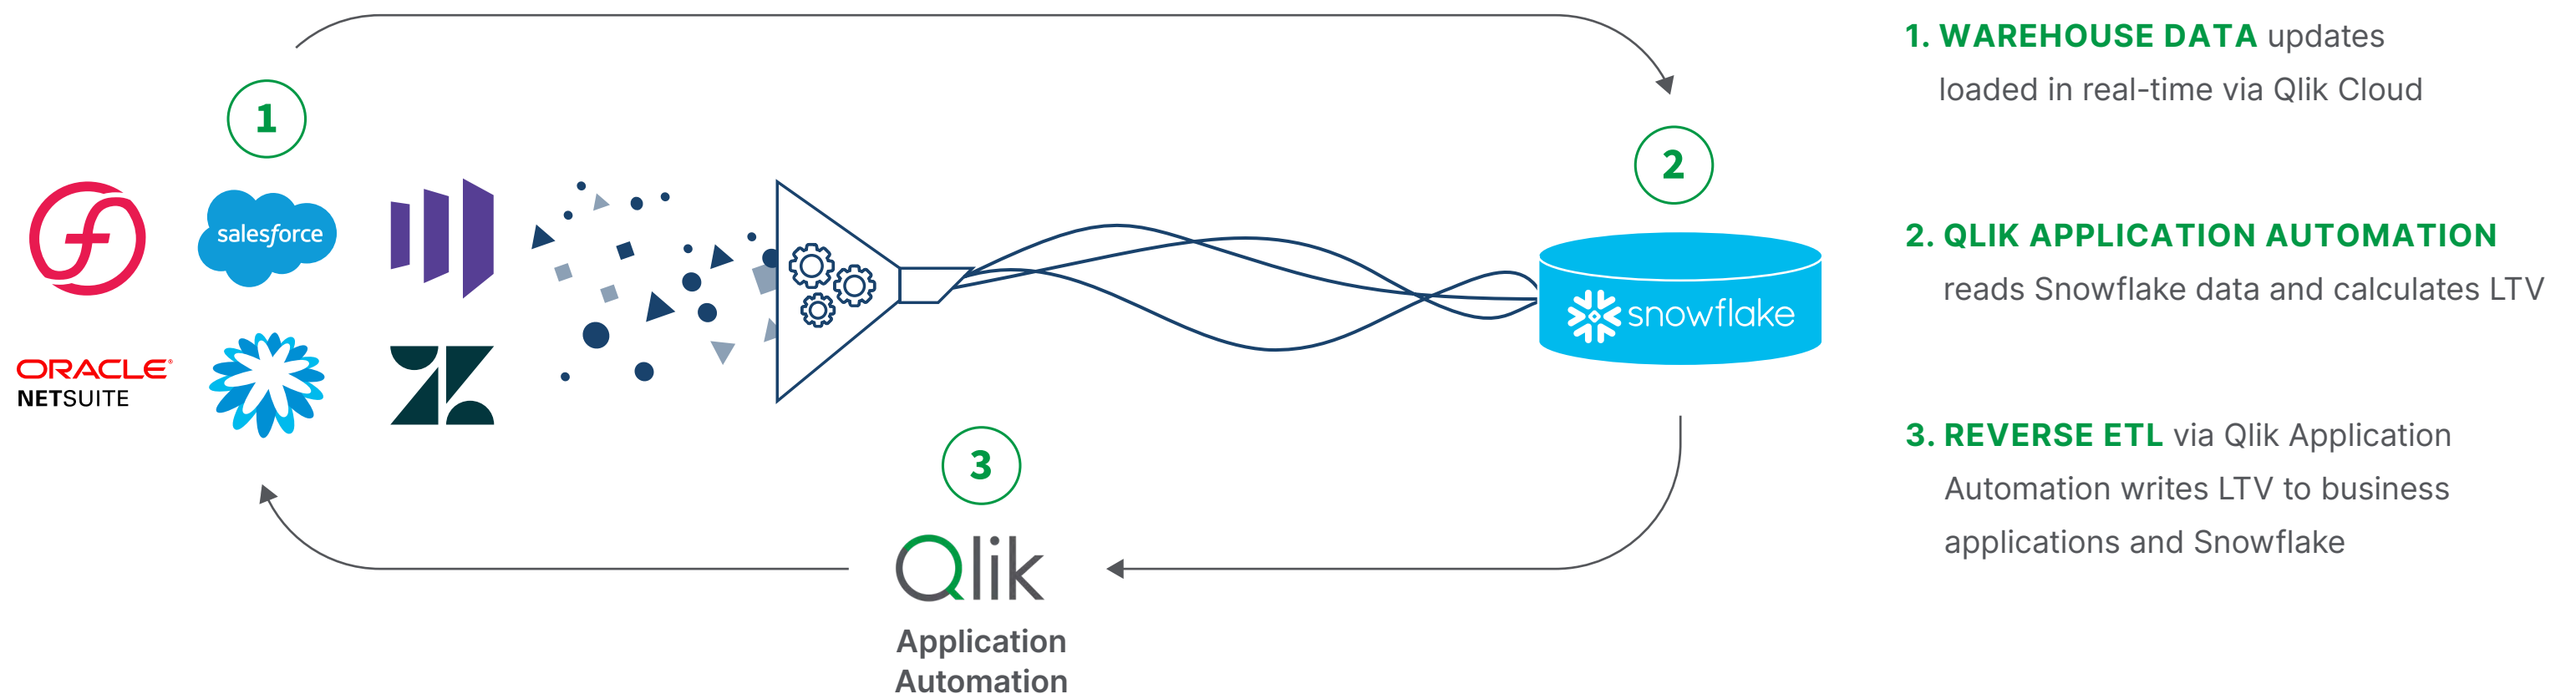 1
salesforce
ORACLE®
NETSUITE
2
snowflake
3
Qlik
Application
Automation
1. WAREHOUSE DATA updates
loaded in real-time via Qlik Cloud
2. QLIK APPLICATION AUTOMATION
reads Snowflake data and calculates LTV
3. REVERSE ETL via Qlik Application
Automation writes LTV to business
applications and Snowflake